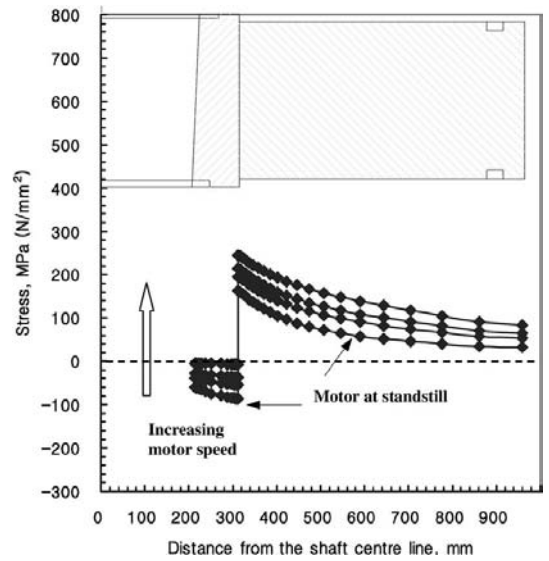 800
700
600
500
400
300
200
100
0
−100
−200
−300
Stress, MPa (N/mm²)
Motor at standstill
Increasing
motor speed
0 100 200 300 400 500 600 700 800 900
Distance from the shaft centre line, mm